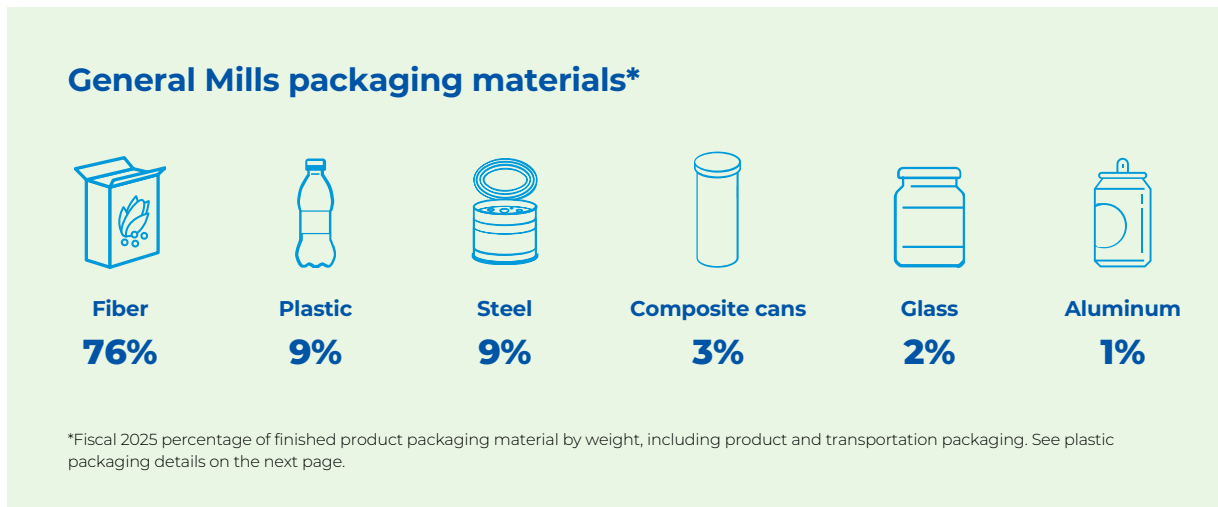 General Mills packaging materials*
Fiber
Plastic
Steel
Composite cans
Glass
Aluminum
76%
9%
9%
3%
2%
1%
*Fiscal 2025 percentage of finished product packaging material by weight, including product and transportation packaging. See plastic
packaging details on the next page.